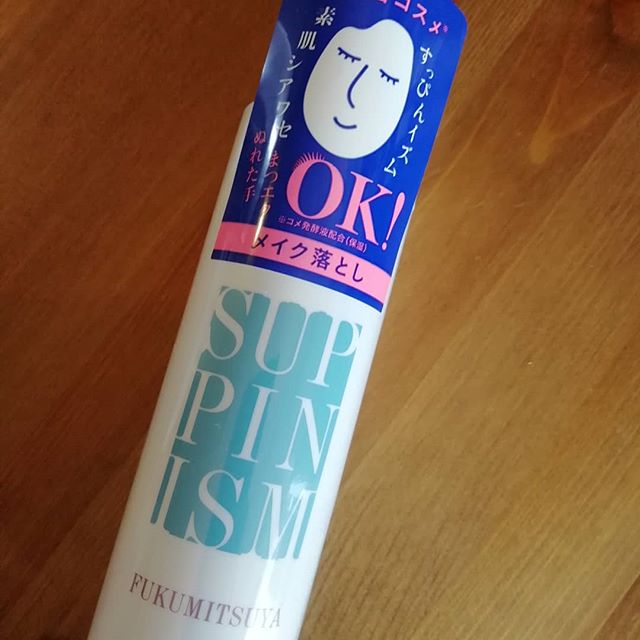 コスメ
すっぴんイズム
素肌シアワセ
まつエク
ぬれた手
OK!
※コメ発酵液配合(保湿)
メイク落とし
SUP
PIN
ISM
FUKUMITSUYA